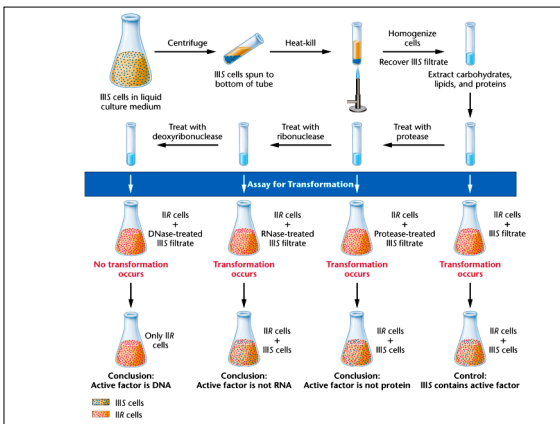 Centrifuge
Heat-kill
Homogenize
cells
Recover IIIS filtrate
IIIS cells in liquid
culture medium
IIIS cells spun to
bottom of tube
Extract carbohydrates,
lipids, and proteins
Treat with
deoxyribonuclease
Treat with
ribonuclease
Treat with
protease
Assay for Transformation
IIR cells
+
DNase-treated
IIIS filtrate
IIR cells
+
RNase-treated
IIIS filtrate
IIR cells
+
Protease-treated
IIIS filtrate
IIR cells
+
IIIS filtrate
No transformation
occurs
Transformation
occurs
Transformation
occurs
Transformation
occurs
Only IIR
cells
IIR cells
+
IIIS cells
IIR cells
+
IIIS cells
IIR cells
+
IIIS cells
Conclusion:
Active factor is DNA
Conclusion:
Active factor is not RNA
Conclusion:
Active factor is not protein
Control:
IIIS contains active factor
IIIS cells
IIR cells